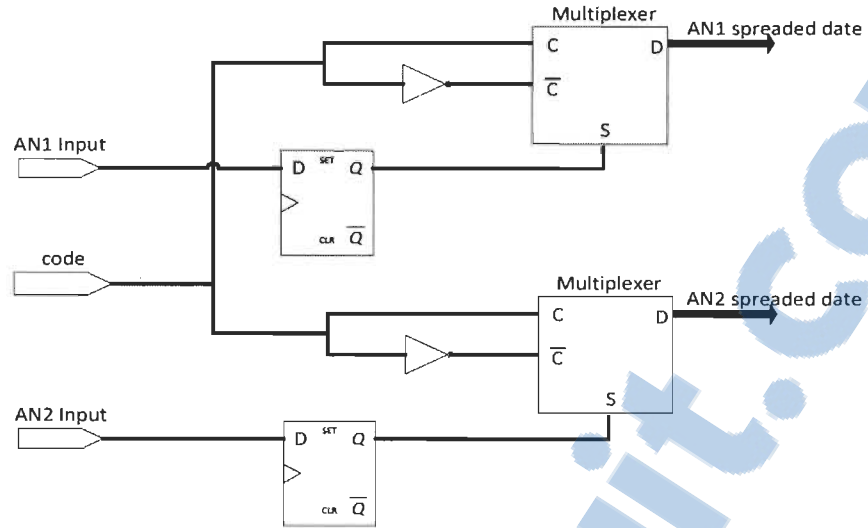 Multiplexer
AN1 spreaded date
C
D
C
S
AN1 Input
D
SET
Q
CLR
Q
code
Multiplexer
AN2 spreaded date
C
D
C
S
AN2 Input
D
SET
Q
CLR
Q